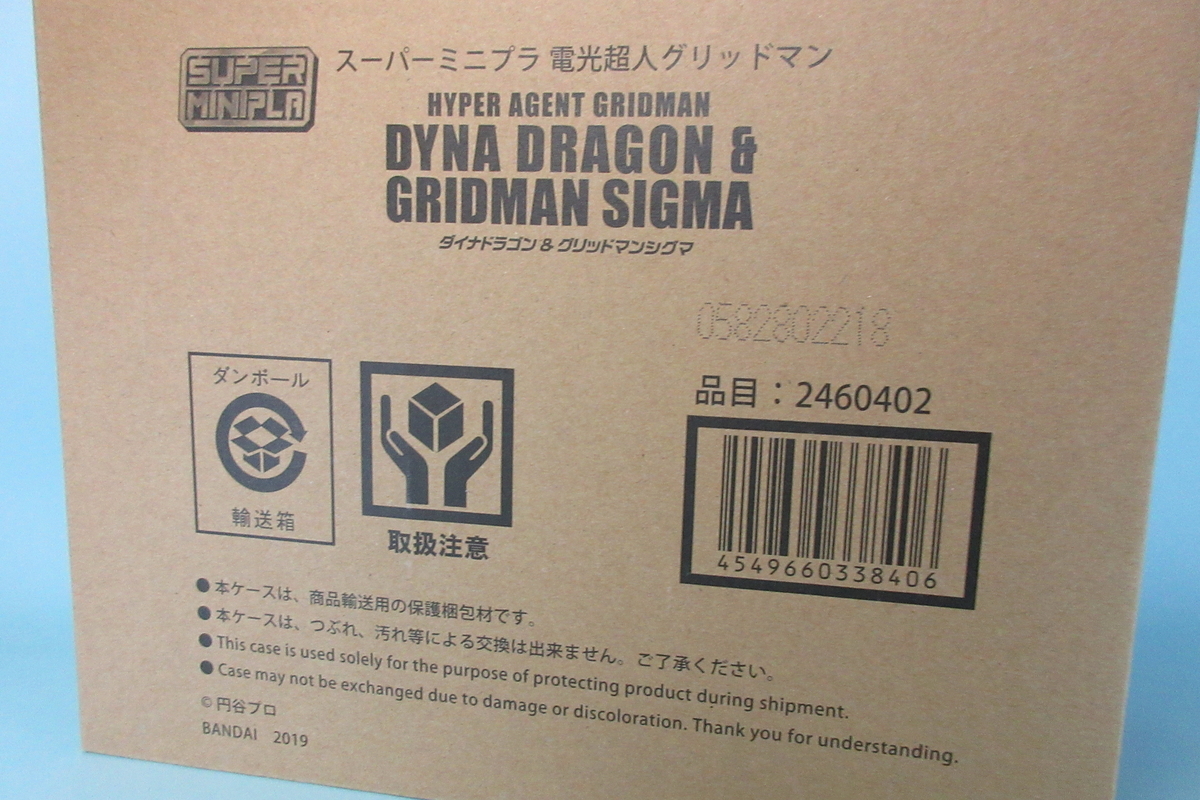 SUPER
MINIPLA
スーパーミニプラ 電光超人グリッドマン
HYPER AGENT GRIDMAN
DYNA DRAGON &
GRIDMAN SIGMA
ダイナドラゴン & グリッドマンシグマ
0582802218
品目：2460402
ダンボール
輸送箱
取扱注意
4549660338406
● 本ケースは、商品輸送用の保護梱包材です。
● 本ケースは、つぶれ、汚れ等による交換は出来ません。ご了承ください。
● This case is used solely for the purpose of protecting product during shipment.
● Case may not be exchanged due to damage or discoloration. Thank you for understanding.
© 円谷プロ
BANDAI 2019